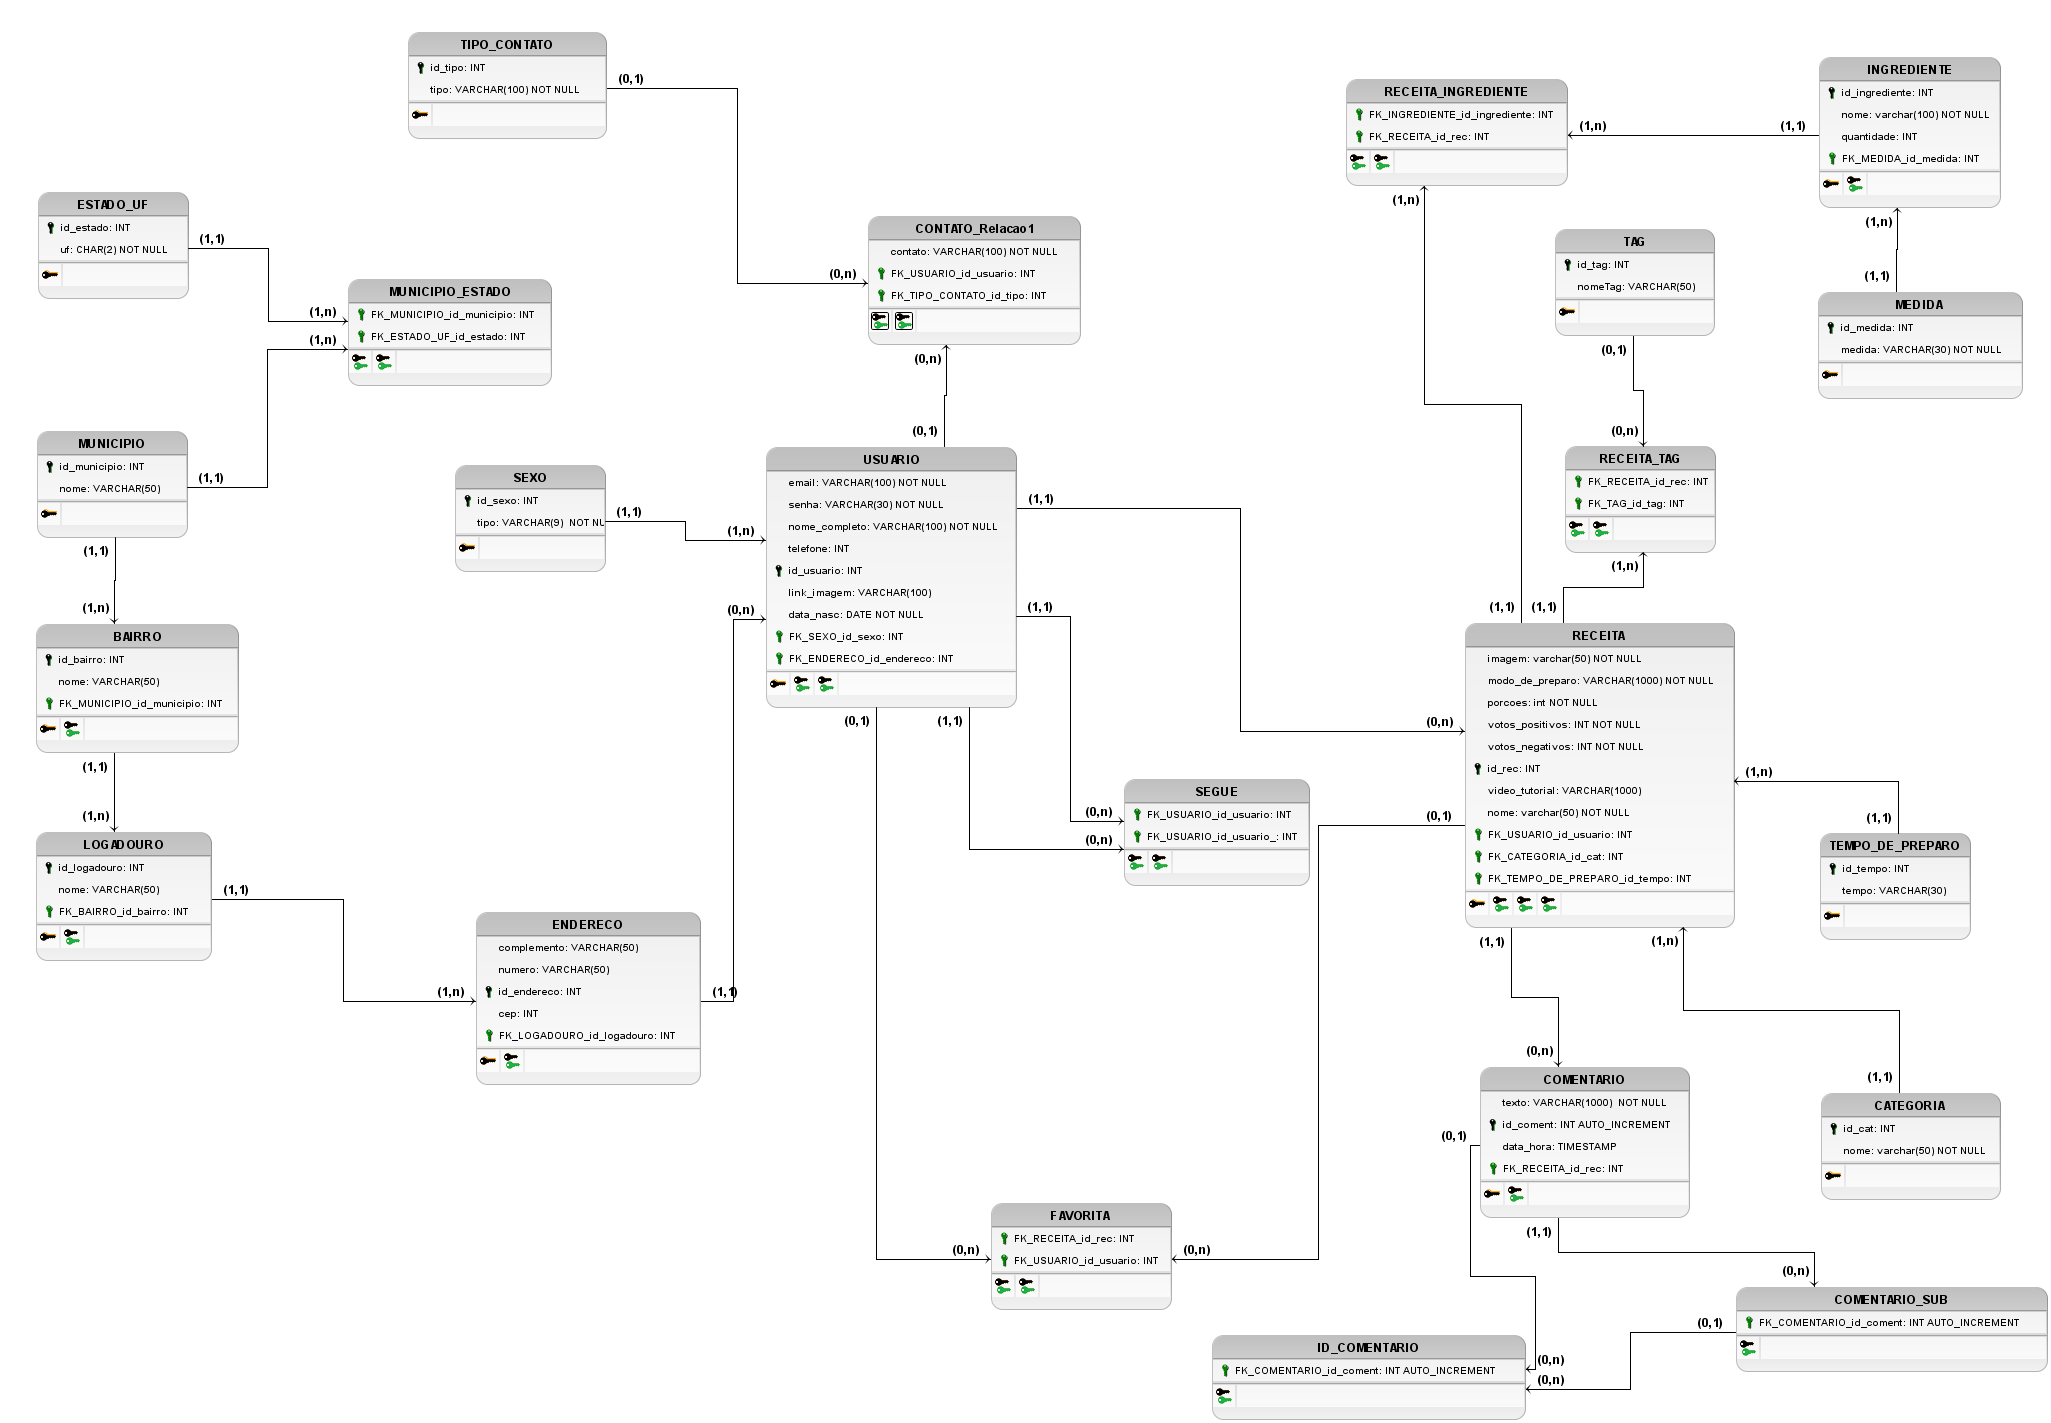 TIPO_CONTATO
id_tipo: INT
tipo: VARCHAR(100) NOT NULL
(0,1)
(0,n)
ESTADO_UF
id_estado: INT
uf: CHAR(2) NOT NULL
(1,1)
(1,n)
MUNICIPIO_ESTADO
FK_MUNICIPIO_id_municipio: INT
FK_ESTADO_UF_id_estado: INT
(1,n)
MUNICIPIO
id_municipio: INT
nome: VARCHAR(50)
(1,1)
(1,1)
(1,n)
BAIRRO
id_bairro: INT
nome: VARCHAR(50)
FK_MUNICIPIO_id_municipio: INT
(1,1)
(1,n)
LOGADOURO
id_logadouro: INT
nome: VARCHAR(50)
FK_BAIRRO_id_bairro: INT
(1,1)
(1,n)
ENDERECO
complemento: VARCHAR(50)
numero: VARCHAR(50)
id_endereco: INT
cep: INT
FK_LOGADOURO_id_logadouro: INT
(1,1)
(0,n)
SEXO
id_sexo: INT
tipo: VARCHAR(9) NOT NU
(1,1)
(1,n)
CONTATO_Relacao1
contato: VARCHAR(100) NOT NULL
FK_USUARIO_id_usuario: INT
FK_TIPO_CONTATO_id_tipo: INT
(0,n)
(0,1)
USUARIO
email: VARCHAR(100) NOT NULL
senha: VARCHAR(30) NOT NULL
nome_completo: VARCHAR(100) NOT NULL
telefone: INT
id_usuario: INT
link_imagem: VARCHAR(100)
data_nasc: DATE NOT NULL
FK_SEXO_id_sexo: INT
FK_ENDERECO_id_endereco: INT
(1,1)
(0,n)
(1,1)
(0,n)
(0,1)
(1,1)
(0,n)
SEGUE
FK_USUARIO_id_usuario: INT
FK_USUARIO_id_usuario_: INT
FAVORITA
FK_RECEITA_id_rec: INT
FK_USUARIO_id_usuario: INT
(0,n)
(0,n)
(0,1)
RECEITA_INGREDIENTE
FK_INGREDIENTE_id_ingrediente: INT
FK_RECEITA_id_rec: INT
(1,n)
(1,1)
(1,n)
INGREDIENTE
id_ingrediente: INT
nome: varchar(100) NOT NULL
quantidade: INT
FK_MEDIDA_id_medida: INT
(1,n)
(1,1)
MEDIDA
id_medida: INT
medida: VARCHAR(30) NOT NULL
TAG
id_tag: INT
nomeTag: VARCHAR(50)
(0,1)
(0,n)
RECEITA_TAG
FK_RECEITA_id_rec: INT
FK_TAG_id_tag: INT
(1,n)
(1,1)
(1,1)
RECEITA
imagem: varchar(50) NOT NULL
modo_de_preparo: VARCHAR(1000) NOT NULL
porcoes: int NOT NULL
votos_positivos: INT NOT NULL
votos_negativos: INT NOT NULL
id_rec: INT
video_tutorial: VARCHAR(1000)
nome: varchar(50) NOT NULL
FK_USUARIO_id_usuario: INT
FK_CATEGORIA_id_cat: INT
FK_TEMPO_DE_PREPARO_id_tempo: INT
(1,n)
(1,1)
TEMPO_DE_PREPARO
id_tempo: INT
tempo: VARCHAR(30)
(1,1)
(1,n)
(0,n)
(1,1)
CATEGORIA
id_cat: INT
nome: varchar(50) NOT NULL
COMENTARIO
texto: VARCHAR(1000) NOT NULL
id_coment: INT AUTO_INCREMENT
data_hora: TIMESTAMP
FK_RECEITA_id_rec: INT
(0,1)
(1,1)
(0,n)
COMENTARIO_SUB
FK_COMENTARIO_id_coment: INT AUTO_INCREMENT
(0,1)
ID_COMENTARIO
FK_COMENTARIO_id_coment: INT AUTO_INCREMENT
(0,n)
(0,n)